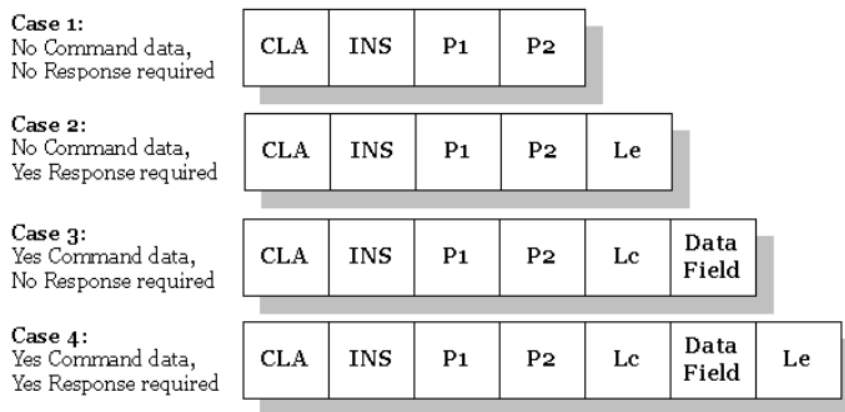 Case 1:
No Command data,
No Response required
CLA INS P1 P2
Case 2:
No Command data,
Yes Response required
CLA INS P1 P2 Le
Case 3:
Yes Command data,
No Response required
CLA INS P1 P2 Lc Data Field
Case 4:
Yes Command data,
Yes Response required
CLA INS P1 P2 Lc Data Field Le